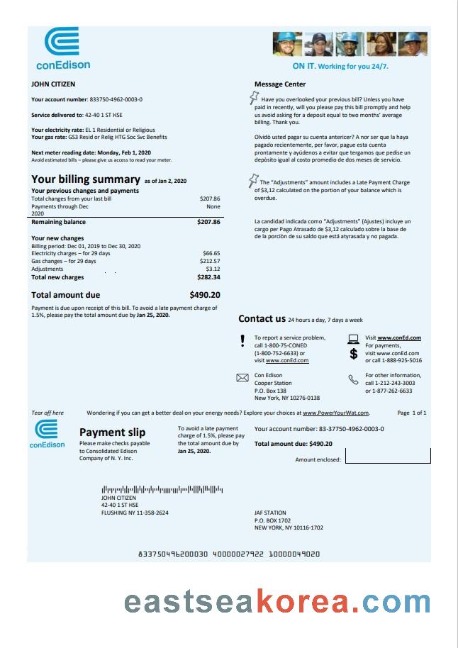 conEdison
ON IT. Working for you 24/7.
JOHN CITIZEN
Your account number: 833750-4962-0003-0
Service delivered to: 42-40 1 ST HSE
Your electricity rate: EL 1 Residential or Religious
Your gas rate: GS3 Resid or Relig HTG Soc Svc Benefits
Next meter reading date: Monday, Feb 1, 2020
Avoid estimated bills – please give us access to read your meter.
Your billing summary as of Jan 2, 2020
Your previous changes and payments
Total charges from your last bill $207.86
Payments through Dec None
2020
Remaining balance $207.86
Your new changes
Billing period: Dec 01, 2019 to Dec 30, 2020
Electricity charges – for 29 days $66.65
Gas changes – for 29 days $212.57
Adjustments $3.12
Total new charges $282.34
Total amount due $490.20
Payment is due upon receipt of this bill. To avoid a late payment charge of
1.5%, please pay the total amount due by Jan 25, 2020.
Message Center
Have you overlooked your previous bill? Unless you have
paid in recently, will you please pay this bill promptly and help
us avoid asking for a deposit equal to two months' average
billing. Thank you.
Olvidó usted pagar su cuenta anterior? A nor ser que la haya
pagado recientemente, por favor, pague esta cuenta
prontamente y ayúdenos a evitar que tengamos que pedirle un
depósito igual al costo promedio de dos meses de servicio.
The "Adjustments" amount includes a Late Payment Charge
of $3,12 calculated on the portion of your balance which is
overdue.
La candidad indicada como "Adjustments" (Ajustes) incluye un
cargo per Pago Atrasado de $3,12 calculado sobre la base de
de la porción de su saldo que está atyrasada y no pagada.
Contact us 24 hours a day, 7 days a week
To report a service problem,
call 1-800-75-CONED
(1-800-752-6633) or
visit www.conEd.com
Visit www.conEd.com
For payments,
visit www.conEd.com
or call 1-888-925-5016
Con Edison
Cooper Station
P.O. Box 138
New York, NY 10276-0128
For other information,
call 1-212-243-3003
or 1-877-262-6633
Tear off here Wondering if you can get a better deal on your energy needs? Explore your choices at www.PowerYourWat.com. Page 1 of 1
conEdison
Payment slip
Please make checks payable
to Consolidated Edison
Company of N. Y. Inc.
To avoid a late payment
charge of 1.5%, please pay
the total amount due by
Jan 25, 2020.
Your account number: 83-37750-4962-0003-0
Total amount due: $490.20
Amount enclosed:
JOHN CITIZEN
42-40 1 ST HSE
FLUSHING NY 11-358-2624
JAF STATION
P.O. BOX 1702
NEW YORK, NY 10116-1702
833750496200030 40000027922 10000049020
eastseakorea.com